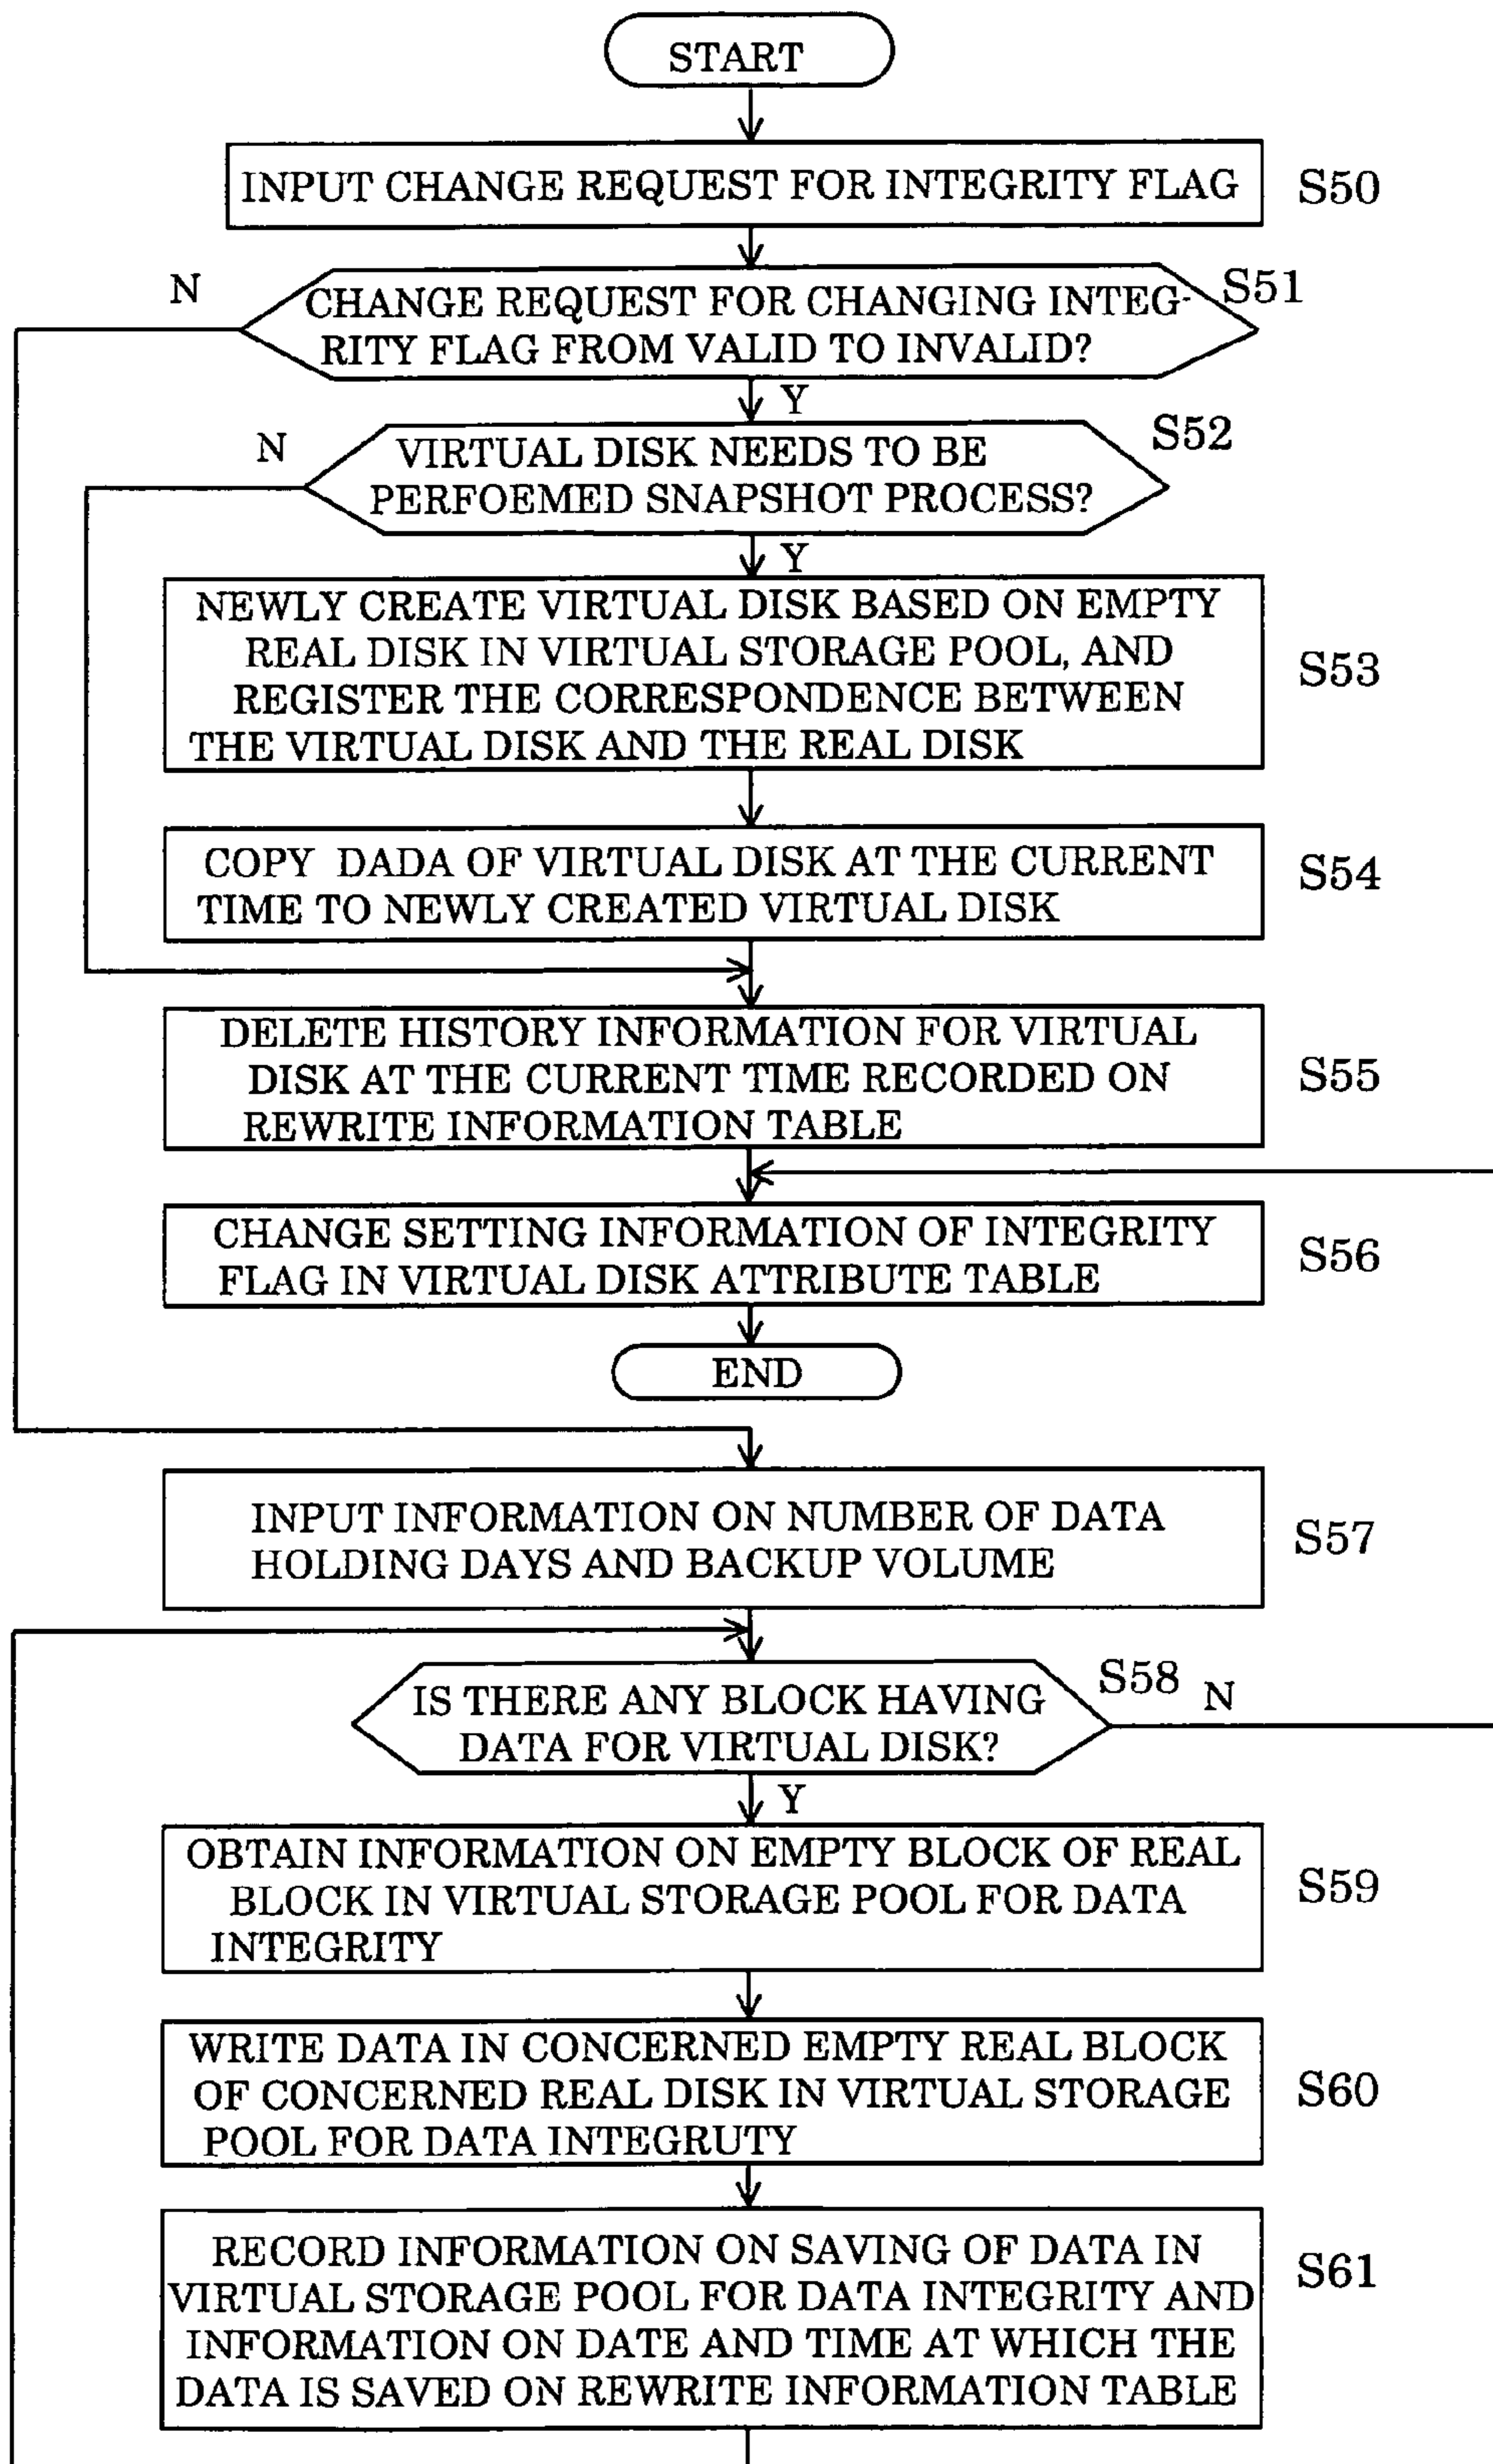 START
INPUT CHANGE REQUEST FOR INTEGRITY FLAG
S50
N
CHANGE REQUEST FOR CHANGING INTEG-
RITY FLAG FROM VALID TO INVALID?
S51
Y
N
VIRTUAL DISK NEEDS TO BE
PERFOEMED SNAPSHOT PROCESS?
S52
Y
NEWLY CREATE VIRTUAL DISK BASED ON EMPTY
REAL DISK IN VIRTUAL STORAGE POOL, AND
REGISTER THE CORRESPONDENCE BETWEEN
THE VIRTUAL DISK AND THE REAL DISK
S53
COPY DADA OF VIRTUAL DISK AT THE CURRENT
TIME TO NEWLY CREATED VIRTUAL DISK
S54
DELETE HISTORY INFORMATION FOR VIRTUAL
DISK AT THE CURRENT TIME RECORDED ON
REWRITE INFORMATION TABLE
S55
CHANGE SETTING INFORMATION OF INTEGRITY
FLAG IN VIRTUAL DISK ATTRIBUTE TABLE
S56
END
INPUT INFORMATION ON NUMBER OF DATA
HOLDING DAYS AND BACKUP VOLUME
S57
IS THERE ANY BLOCK HAVING
DATA FOR VIRTUAL DISK?
S58
N
Y
OBTAIN INFORMATION ON EMPTY BLOCK OF REAL
BLOCK IN VIRTUAL STORAGE POOL FOR DATA
INTEGRITY
S59
WRITE DATA IN CONCERNED EMPTY REAL BLOCK
OF CONCERNED REAL DISK IN VIRTUAL STORAGE
POOL FOR DATA INTEGRUTY
S60
RECORD INFORMATION ON SAVING OF DATA IN
VIRTUAL STORAGE POOL FOR DATA INTEGRITY AND
INFORMATION ON DATE AND TIME AT WHICH THE
DATA IS SAVED ON REWRITE INFORMATION TABLE
S61